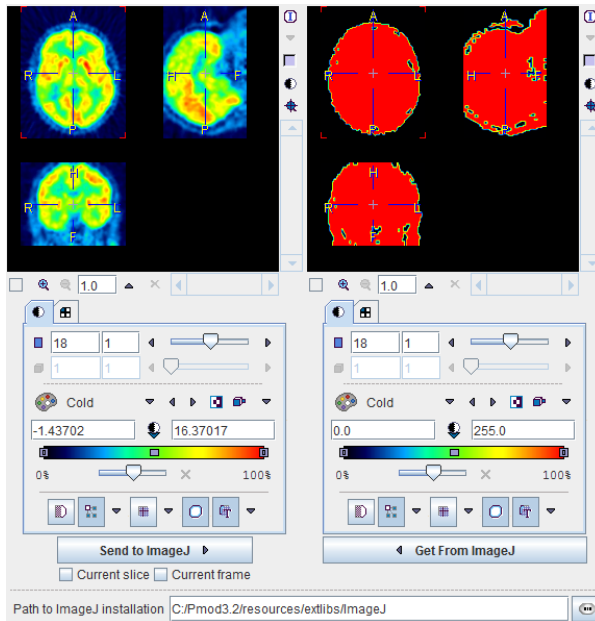 A A
R L H F R L H F
P P P P
H H
R L R L
F F
1.0 1.0
18 1 18 1
1 1 1 1
Cold Cold
-1.43702 16.37017 0.0 255.0
0% 100% 0% 100%
Send to ImageJ Get From ImageJ
Current slice Current frame
Path to ImageJ installation C:/Pmod3.2/resources/extlibs/ImageJ